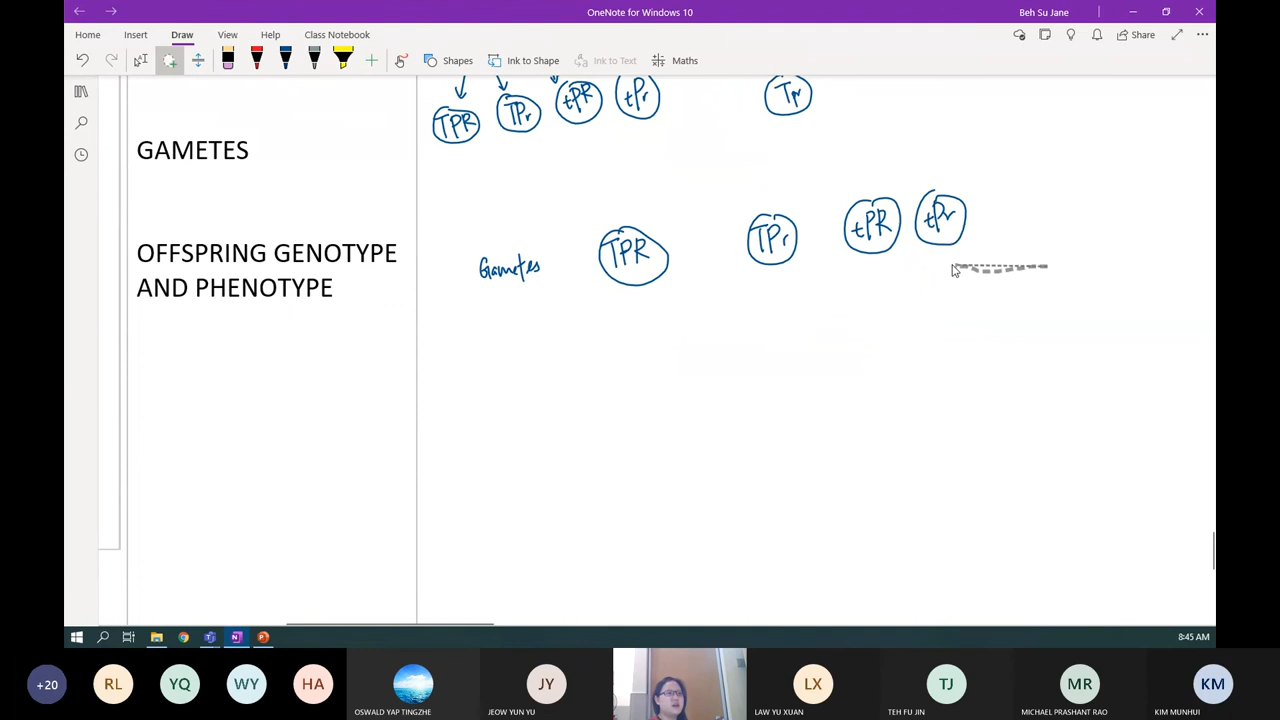 OneNote for Windows 10
Beh Su Jane
Home Insert Draw View Help Class Notebook
Share
Shapes Ink to Shape Ink to Text Maths
TPR TPr tPR tPr
GAMETES
OFFSPRING GENOTYPE
AND PHENOTYPE
Gametes TPR TPr tPR tPr
8:45 AM
+20 RL YQ WY HA JY LX TJ MR KM
OSWALD YAP TINGZHE JEOW YUN YU LAW YU XUAN TEH FU JIN MICHAEL PRASHANT RAO KIM MUNHUI